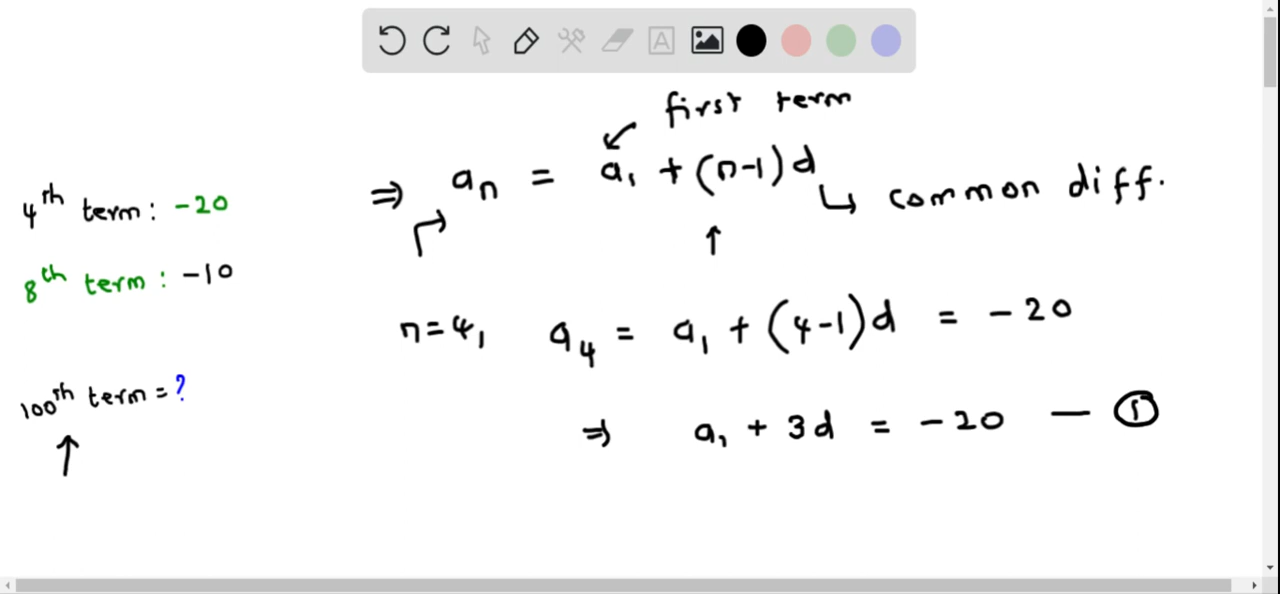 first term
4th term: -20
⇒ an = a1 + (n-1)d
↳ common diff.
8th term: -10
n=4, a4 = a1 + (4-1)d = -20
100th term = ?
⇒ a1 + 3d = -20 — ①